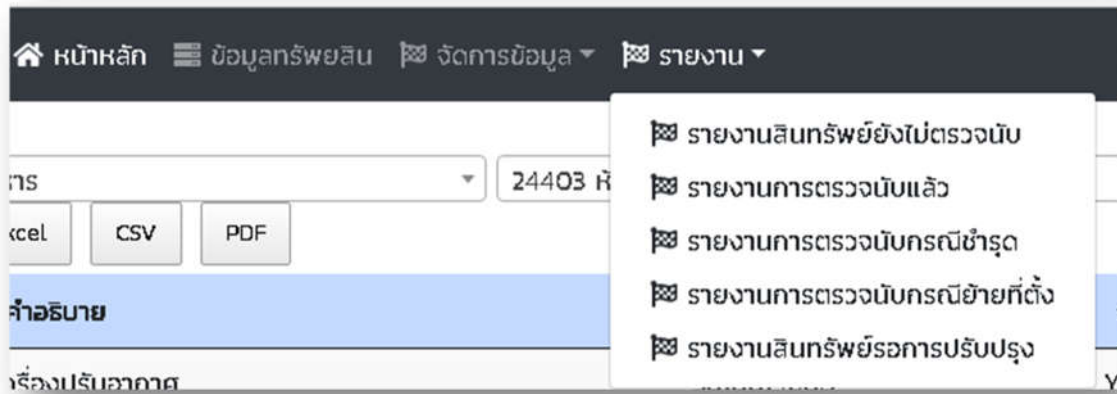 หน้าหลัก ข้อมูลทรัพยสิน จัดการข้อมูล รายงาน
รายงานสินทรัพย์ยังไม่ตรวจนับ
24403
รายงานการตรวจนับแล้ว
CSV PDF
รายงานการตรวจนับกรณีชำรุด
คำอธิบาย
รายงานการตรวจนับกรณีย้ายที่ตั้ง
รายงานสินทรัพย์รอการปรับปรุง